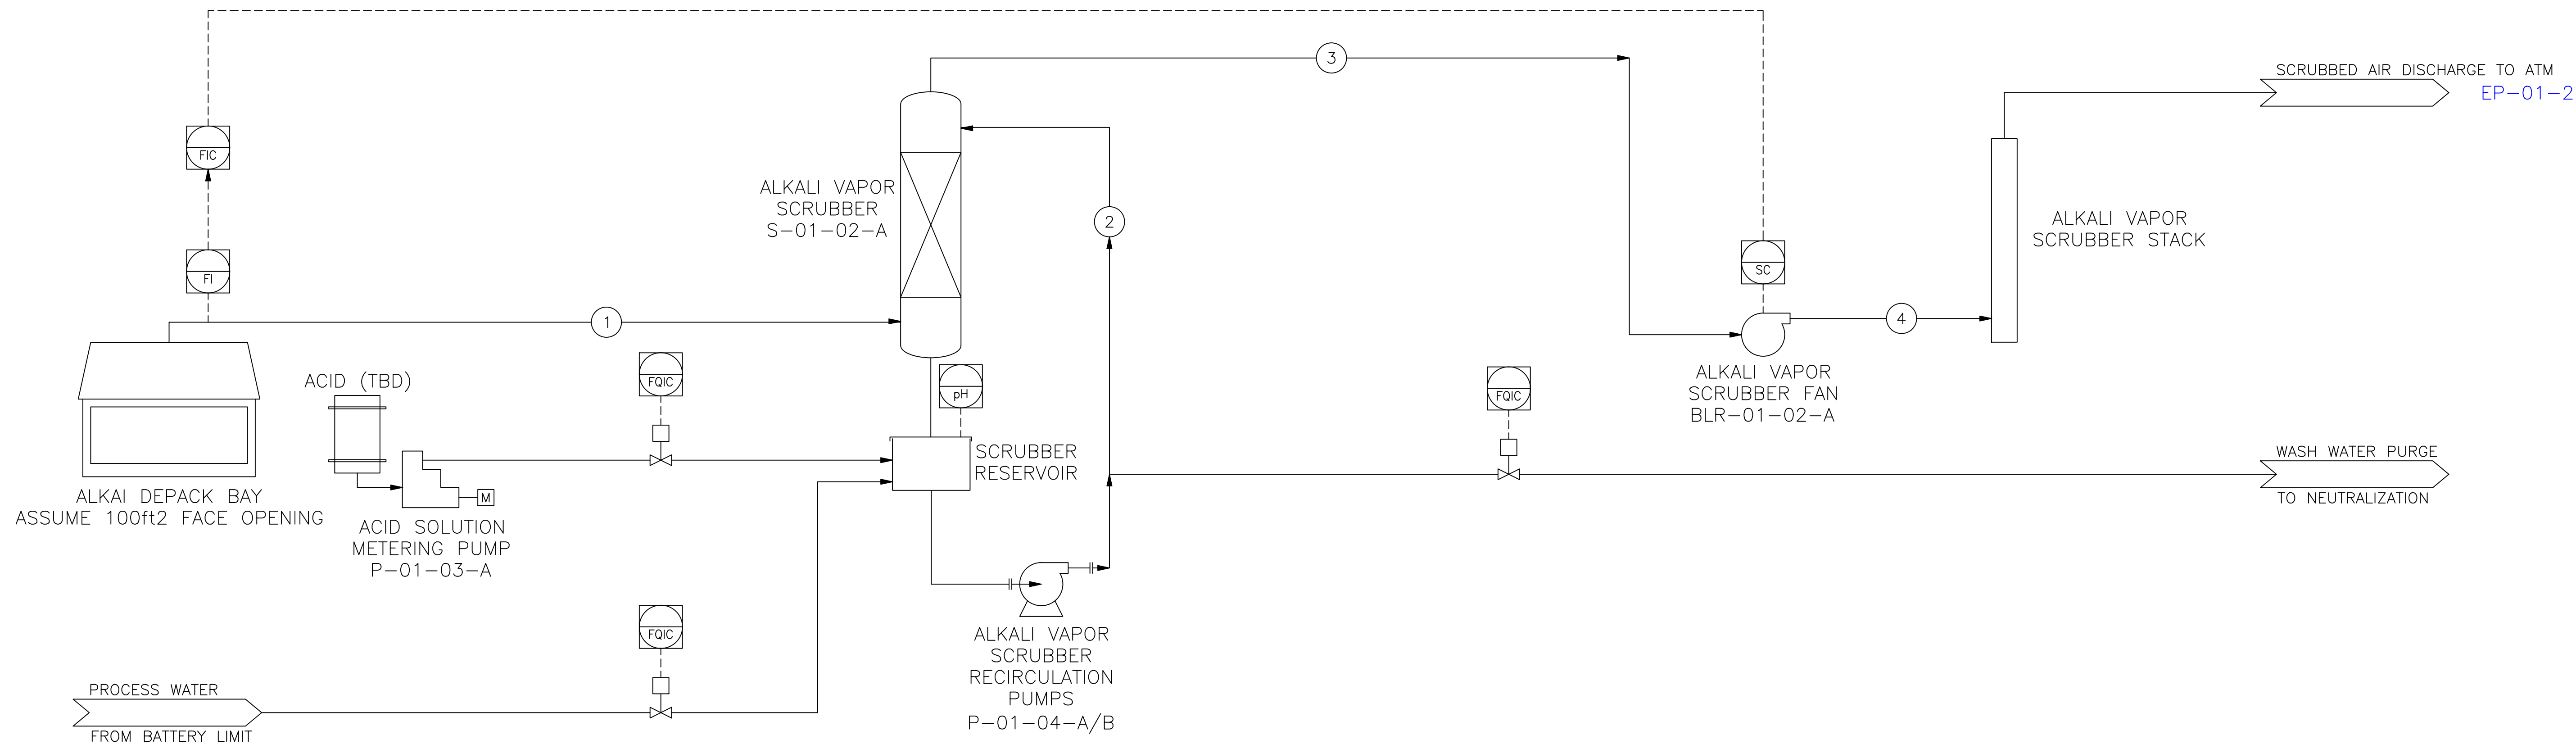 3
SCRUBBED AIR DISCHARGE TO ATM
EP-01-2
FIC
ALKALI VAPOR
SCRUBBER
S-01-02-A
2
ALKALI VAPOR
SCRUBBER STACK
FI
SC
1
4
ALKALI VAPOR
SCRUBBER FAN
BLR-01-02-A
ACID (TBD)
FQIC
pH
FQIC
SCRUBBER
RESERVOIR
WASH WATER PURGE
TO NEUTRALIZATION
ALKAI DEPACK BAY
ASSUME 100ft2 FACE OPENING
M
ACID SOLUTION
METERING PUMP
P-01-03-A
FQIC
ALKALI VAPOR
SCRUBBER
RECIRCULATION
PUMPS
P-01-04-A/B
PROCESS WATER
FROM BATTERY LIMIT